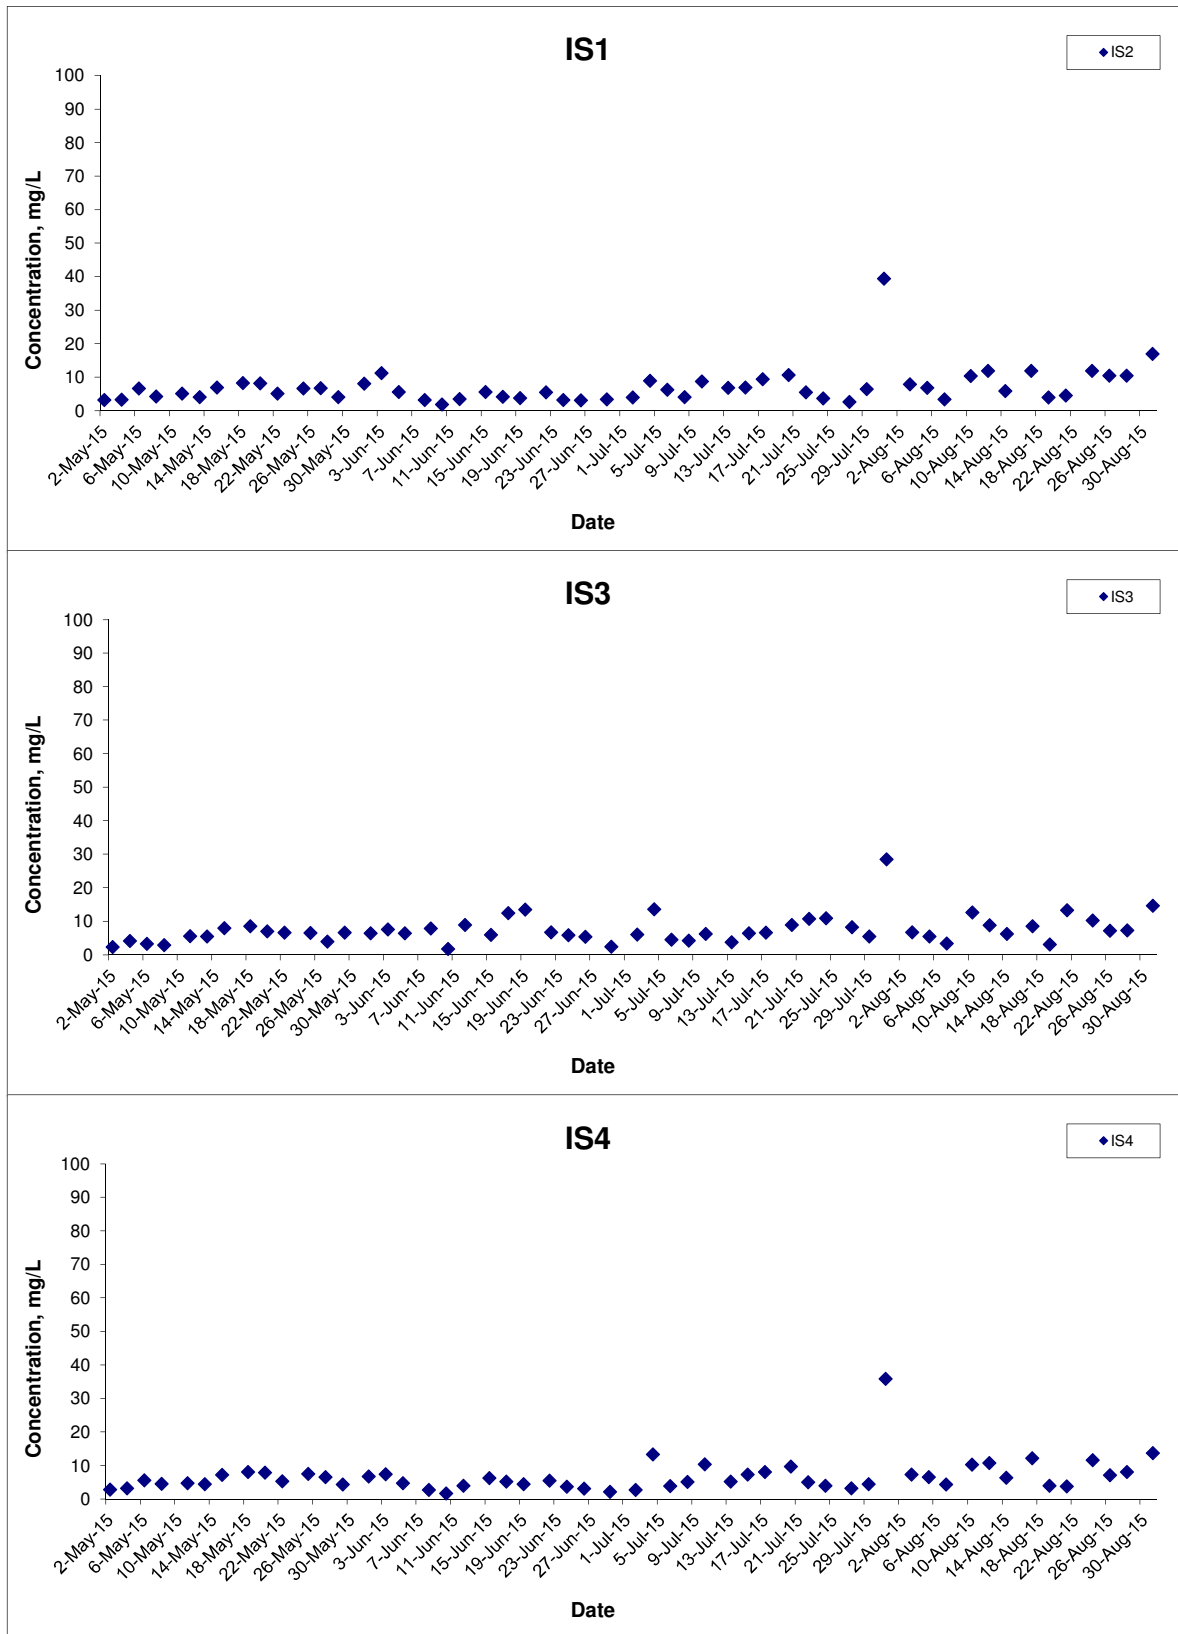 IS1
IS2
100
90
80
70
60
50
40
30
20
10
0
Concentration, mg/L
2-May-15 6-May-15 10-May-15 14-May-15 18-May-15 22-May-15 26-May-15 30-May-15 3-Jun-15 7-Jun-15 11-Jun-15 15-Jun-15 19-Jun-15 23-Jun-15 27-Jun-15 1-Jul-15 5-Jul-15 9-Jul-15 13-Jul-15 17-Jul-15 21-Jul-15 25-Jul-15 29-Jul-15 2-Aug-15 6-Aug-15 10-Aug-15 14-Aug-15 18-Aug-15 22-Aug-15 26-Aug-15 30-Aug-15
Date
IS3
IS3
100
90
80
70
60
50
40
30
20
10
0
Concentration, mg/L
2-May-15 6-May-15 10-May-15 14-May-15 18-May-15 22-May-15 26-May-15 30-May-15 3-Jun-15 7-Jun-15 11-Jun-15 15-Jun-15 19-Jun-15 23-Jun-15 27-Jun-15 1-Jul-15 5-Jul-15 9-Jul-15 13-Jul-15 17-Jul-15 21-Jul-15 25-Jul-15 29-Jul-15 2-Aug-15 6-Aug-15 10-Aug-15 14-Aug-15 18-Aug-15 22-Aug-15 26-Aug-15 30-Aug-15
Date
IS4
IS4
100
90
80
70
60
50
40
30
20
10
0
Concentration, mg/L
2-May-15 6-May-15 10-May-15 14-May-15 18-May-15 22-May-15 26-May-15 30-May-15 3-Jun-15 7-Jun-15 11-Jun-15 15-Jun-15 19-Jun-15 23-Jun-15 27-Jun-15 1-Jul-15 5-Jul-15 9-Jul-15 13-Jul-15 17-Jul-15 21-Jul-15 25-Jul-15 29-Jul-15 2-Aug-15 6-Aug-15 10-Aug-15 14-Aug-15 18-Aug-15 22-Aug-15 26-Aug-15 30-Aug-15
Date